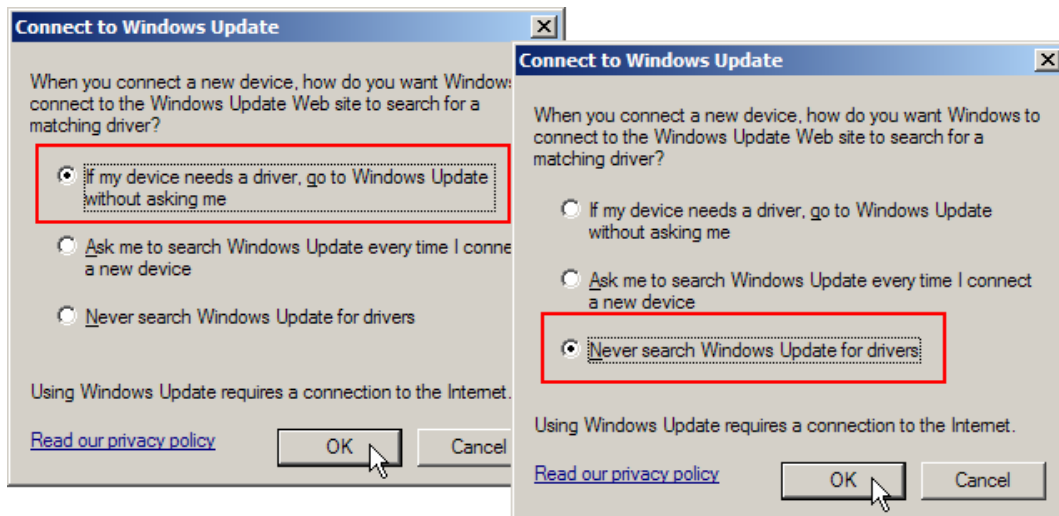 Connect to Windows Update
When you connect a new device, how do you want Windows
connect to the Windows Update Web site to search for a
matching driver?
If my device needs a driver, go to Windows Update
without asking me
Ask me to search Windows Update every time I conne
a new device
Never search Windows Update for drivers
Using Windows Update requires a connection to the Internet.
Read our privacy policy
OK
Cancel
Connect to Windows Update
When you connect a new device, how do you want Windows to
connect to the Windows Update Web site to search for a
matching driver?
If my device needs a driver, go to Windows Update
without asking me
Ask me to search Windows Update every time I connect
a new device
Never search Windows Update for drivers
Using Windows Update requires a connection to the Internet.
Read our privacy policy
OK
Cancel